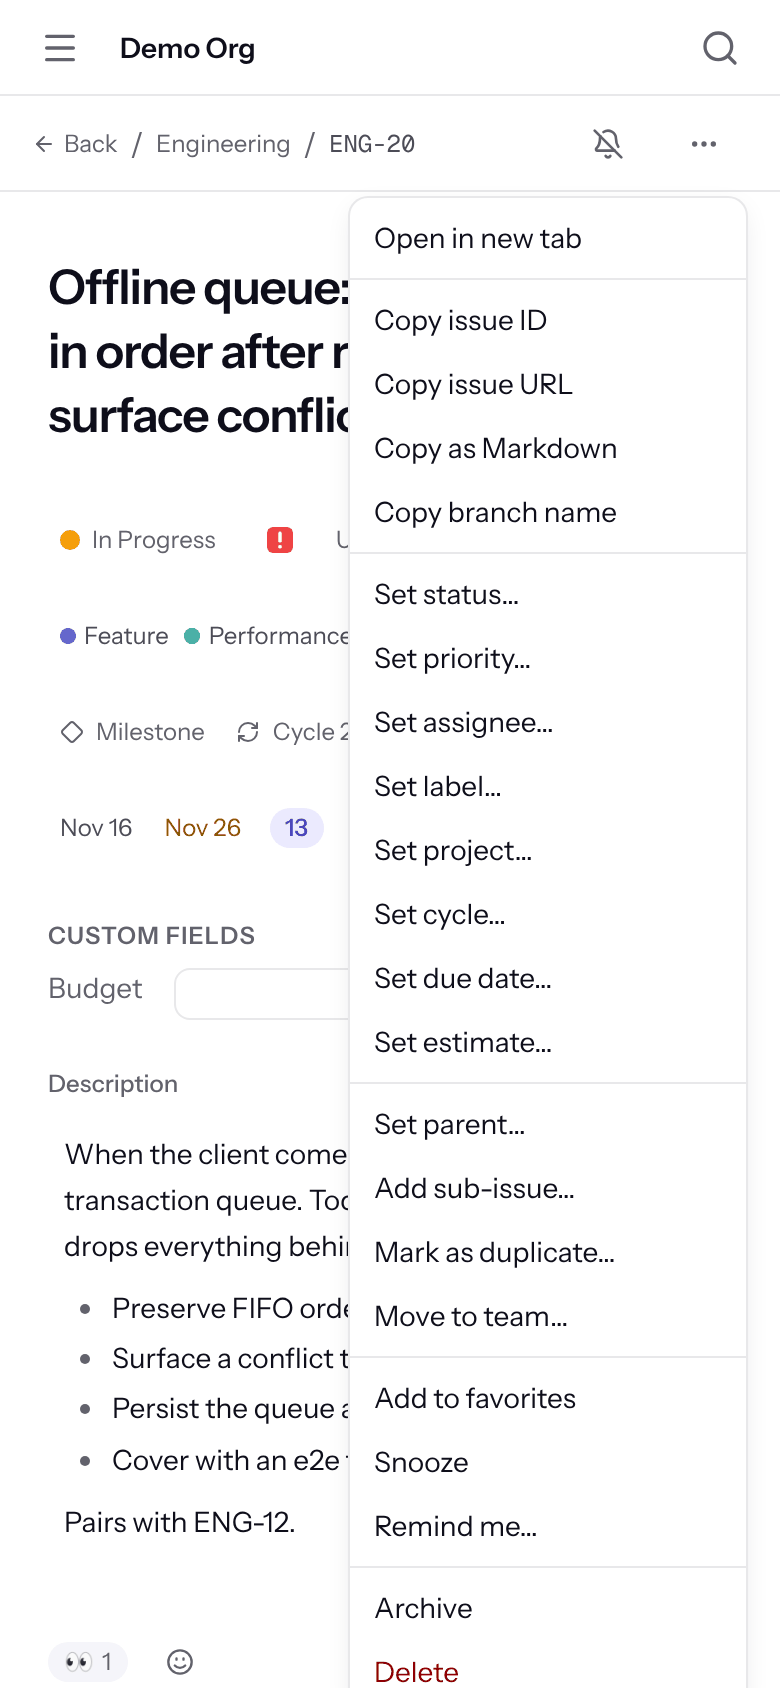 Demo Org
Back / Engineering / ENG-20
Offline queue:
in order after
surface
In Progress
Feature
Performance
Milestone
Cycle
Nov 16
Nov 26
13
CUSTOM FIELDS
Budget
Description
When the client
transaction queue.
drops everything
Preserve FIFO
Surface a conflict
Persist the queue
Cover with an e2e
Pairs with ENG-12.
1
Open in new tab
Copy issue ID
Copy issue URL
Copy as Markdown
Copy branch name
Set status...
Set priority...
Set assignee...
Set label...
Set project...
Set cycle...
Set due date...
Set estimate...
Set parent...
Add sub-issue...
Mark as duplicate...
Move to team...
Add to favorites
Snooze
Remind me...
Archive
Delete